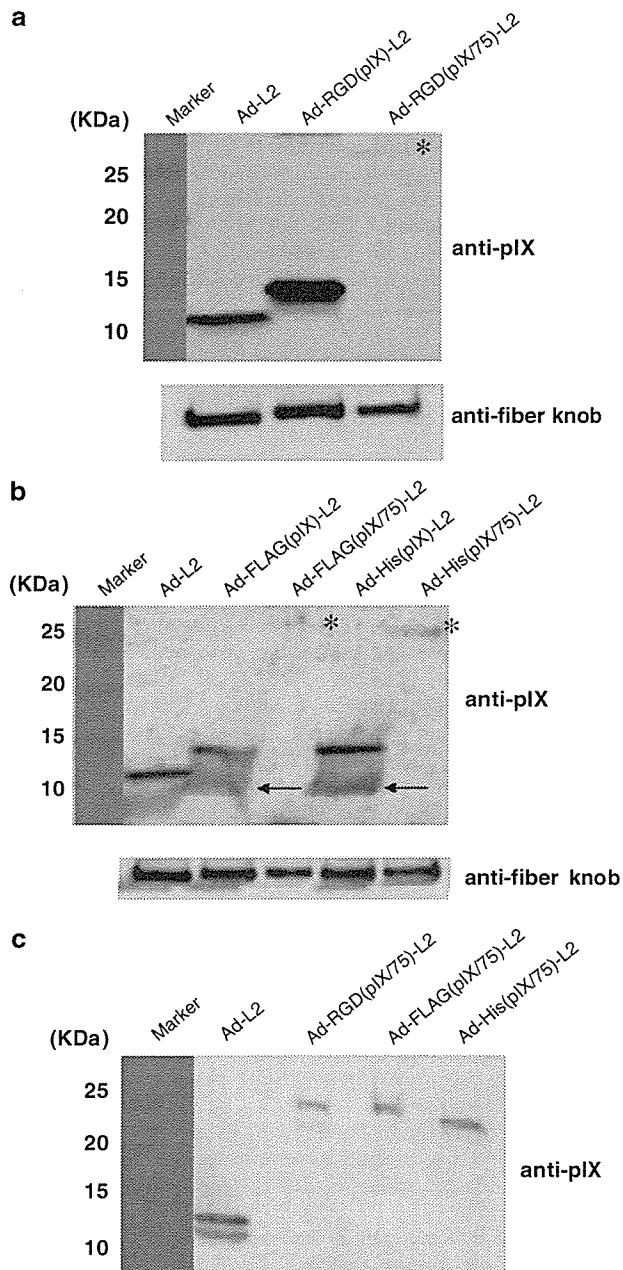 a
Marker
Ad-L2
Ad-RGD(pIX)-L2
Ad-RGD(pIX/75)-L2
(KDa)
25
20
15
10
*
anti-pIX
anti-fiber knob
b
Marker
Ad-L2
Ad-FLAG(pIX)-L2
Ad-FLAG(pIX/75)-L2
Ad-His(pIX)-L2
Ad-His(pIX/75)-L2
(KDa)
25
20
15
10
*
*
anti-pIX
anti-fiber knob
c
Marker
Ad-L2
Ad-RGD(pIX/75)-L2
Ad-FLAG(pIX/75)-L2
Ad-His(pIX/75)-L2
(KDa)
25
20
15
10
anti-pIX